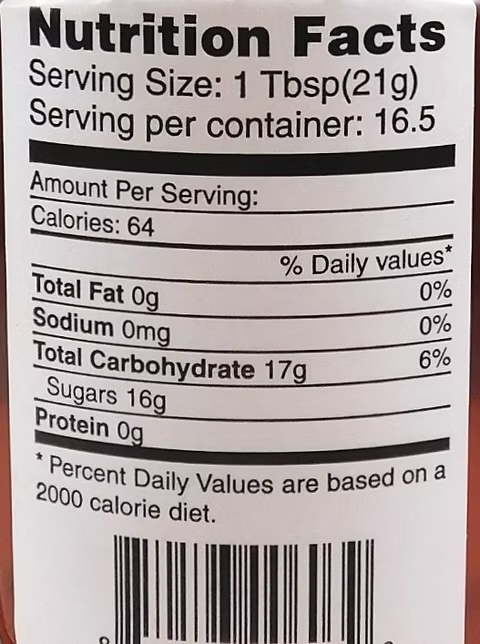 Nutrition Facts
Serving Size: 1 Tbsp(21g)
Serving per container: 16.5
Amount Per Serving:
Calories: 64
% Daily values*
Total Fat 0g 0%
Sodium 0mg 0%
Total Carbohydrate 17g 6%
Sugars 16g
Protein 0g
* Percent Daily Values are based on a
2000 calorie diet.